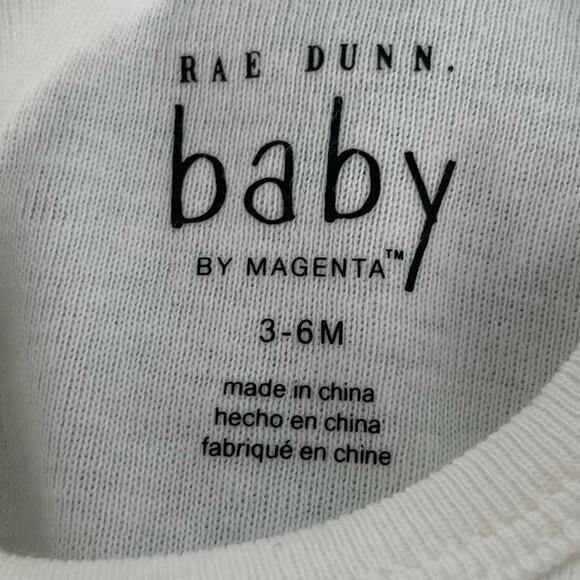 RAE DUNN.
baby
BY MAGENTA™
3-6M
made in china
hecho en china
fabriqué en chine